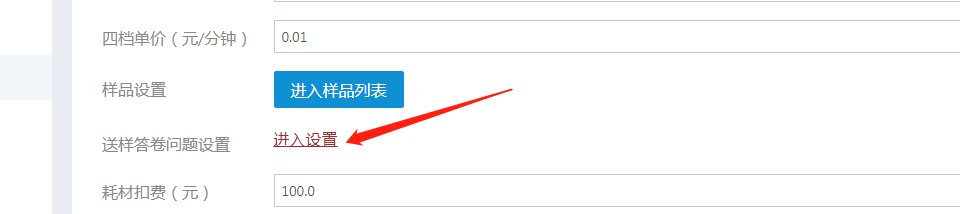 四档单价（元/分钟）
0.01
样品设置
进入样品列表
送样答卷问题设置
进入设置
耗材扣费（元）
100.0